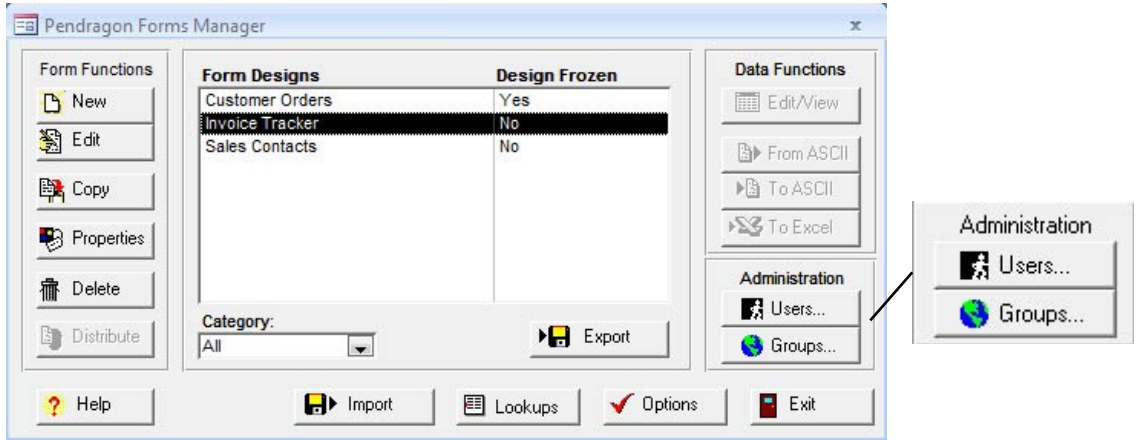 Pendragon Forms Manager
x
Form Functions
New
Edit
Copy
Properties
Delete
Distribute
Form Designs Design Frozen
Customer Orders Yes
Invoice Tracker No
Sales Contacts No
Category:
All
Export
Data Functions
Edit/View
From ASCII
To ASCII
To Excel
Administration
Users...
Groups...
Help
Import
Lookups
Options
Exit
Administration
Users...
Groups...